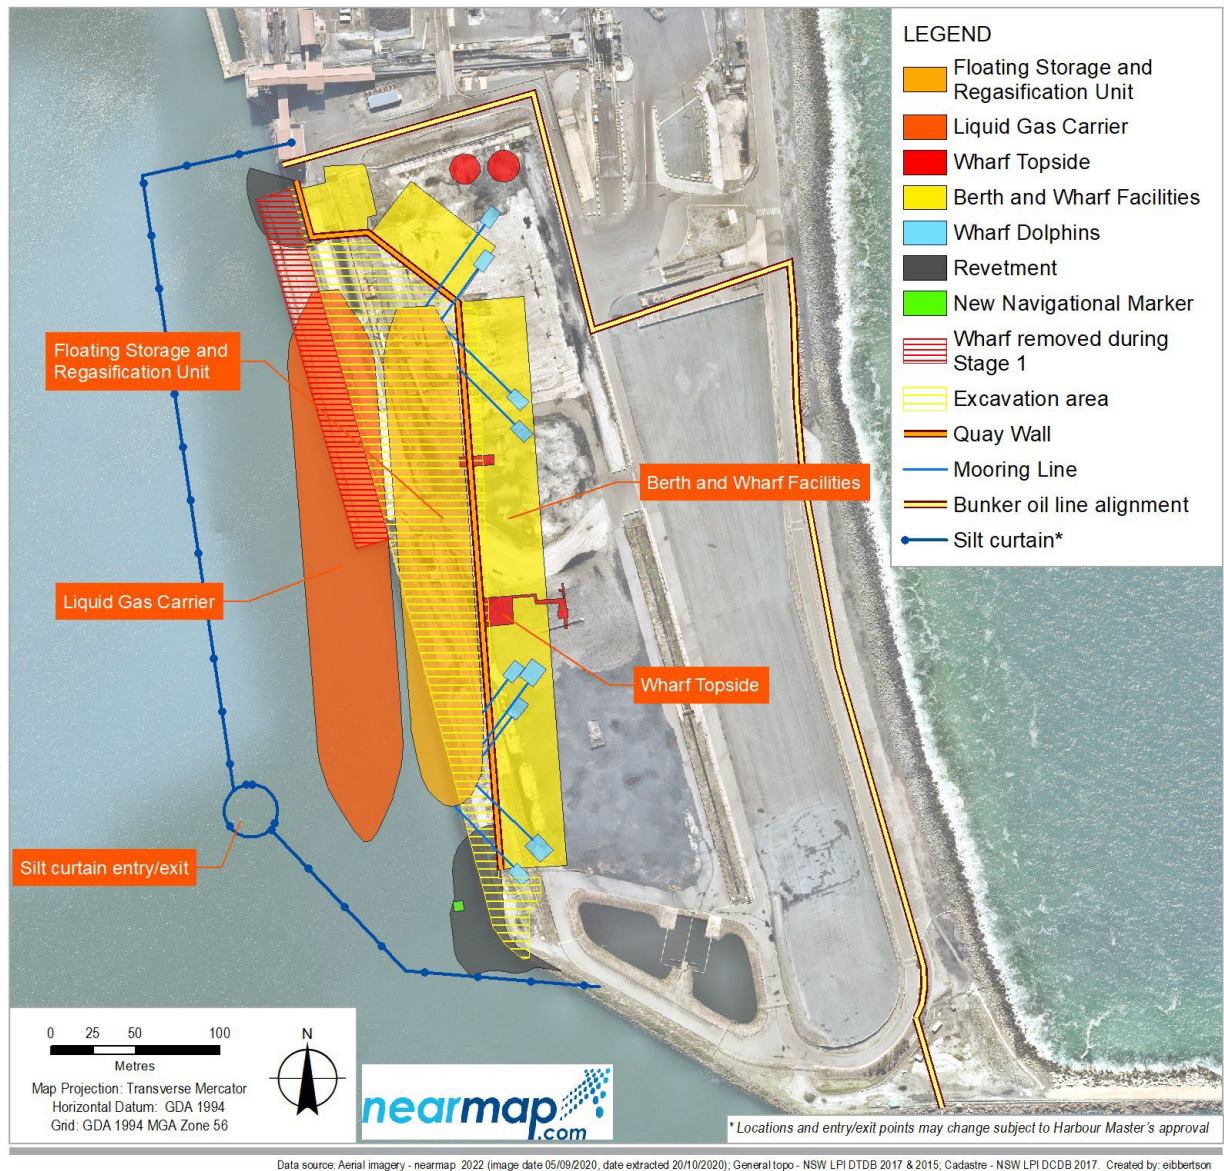 LEGEND
Floating Storage and
Regasification Unit
Liquid Gas Carrier
Wharf Topside
Berth and Wharf Facilities
Wharf Dolphins
Revetment
New Navigational Marker
Wharf removed during
Stage 1
Excavation area
Quay Wall
Mooring Line
Bunker oil line alignment
Silt curtain*
Floating Storage and
Regasification Unit
Berth and Wharf Facilities
Liquid Gas Carrier
Wharf Topside
Silt curtain entry/exit
0 25 50 100
Metres
Map Projection: Transverse Mercator
Horizontal Datum: GDA 1994
Grid: GDA 1994 MGA Zone 56
N
nearmap
.com
* Locations and entry/exit points may change subject to Harbour Master's approval
Data source: Aerial imagery - nearmap 2022 (image date 05/09/2020, date extracted 20/10/2020); General topo - NSW LPI DTDB 2017 & 2015; Cadastre - NSW LPI DCDB 2017. Created by: eibbertson